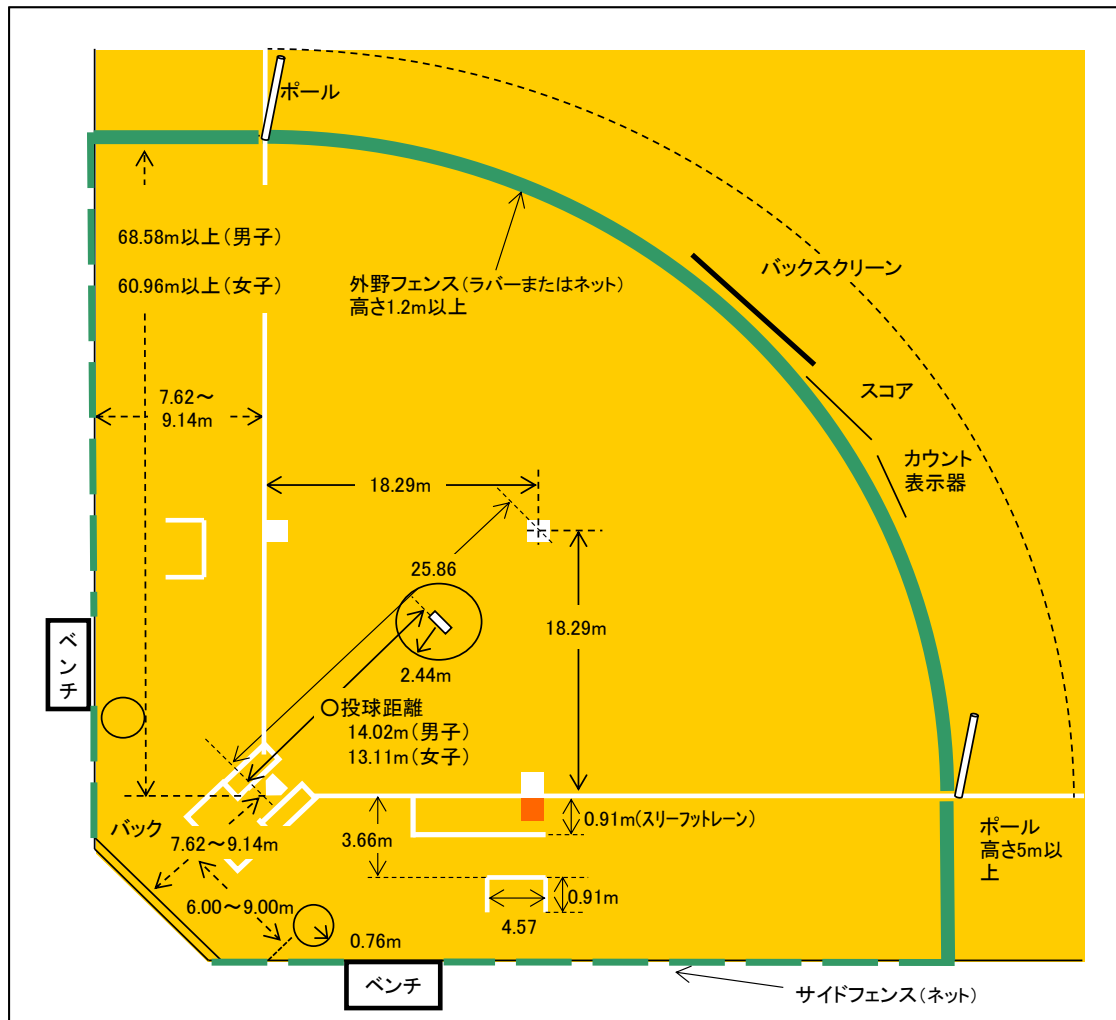 ポール
68.58m以上(男子)
60.96m以上(女子)
外野フェンス(ラバーまたはネット)
高さ1.2m以上
バックスクリーン
スコア
カウント
表示器
7.62～
9.14m
18.29m
25.86
18.29m
2.44m
○投球距離
14.02m(男子)
13.11m(女子)
ベンチ
バック
7.62～9.14m
3.66m
0.91m(スリーフットレーン)
ポール
高さ5m以
上
6.00～9.00m
0.76m
4.57
0.91m
ベンチ
サイドフェンス(ネット)